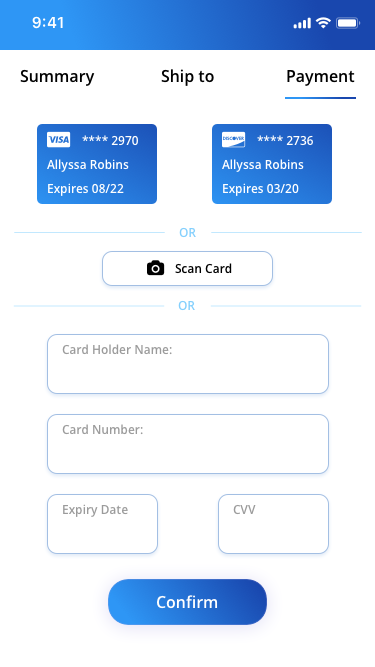 9:41
Summary Ship to Payment
VISA **** 2970
Allyssa Robins
Expires 08/22
DISCOVER **** 2736
Allyssa Robins
Expires 03/20
OR
Scan Card
OR
Card Holder Name:
Card Number:
Expiry Date
CVV
Confirm